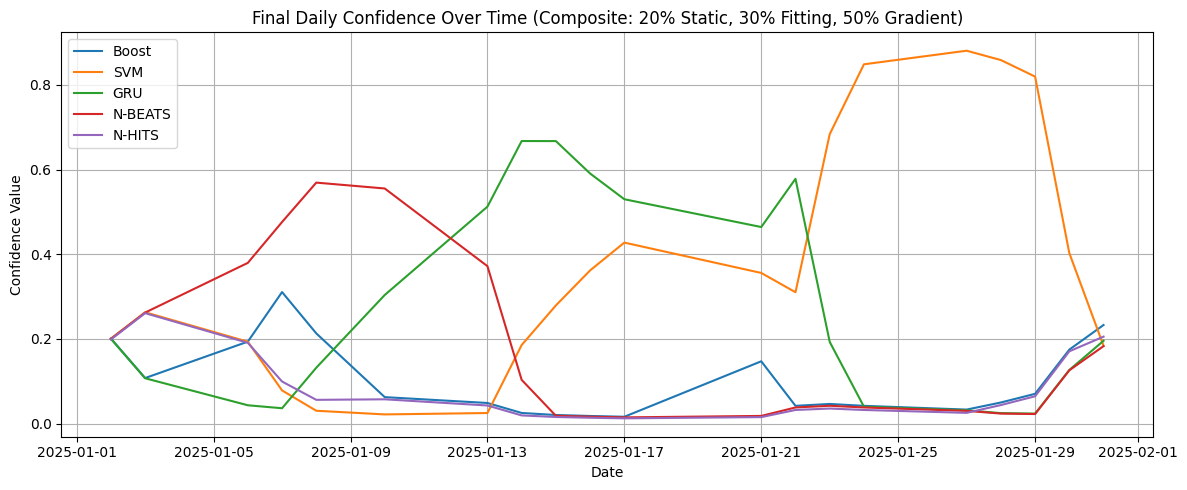 Final Daily Confidence Over Time (Composite: 20% Static, 30% Fitting, 50% Gradient)
Boost
SVM
GRU
N-BEATS
N-HITS
Confidence Value
0.8
0.6
0.4
0.2
0.0
2025-01-01 2025-01-05 2025-01-09 2025-01-13 2025-01-17 2025-01-21 2025-01-25 2025-01-29 2025-02-01
Date